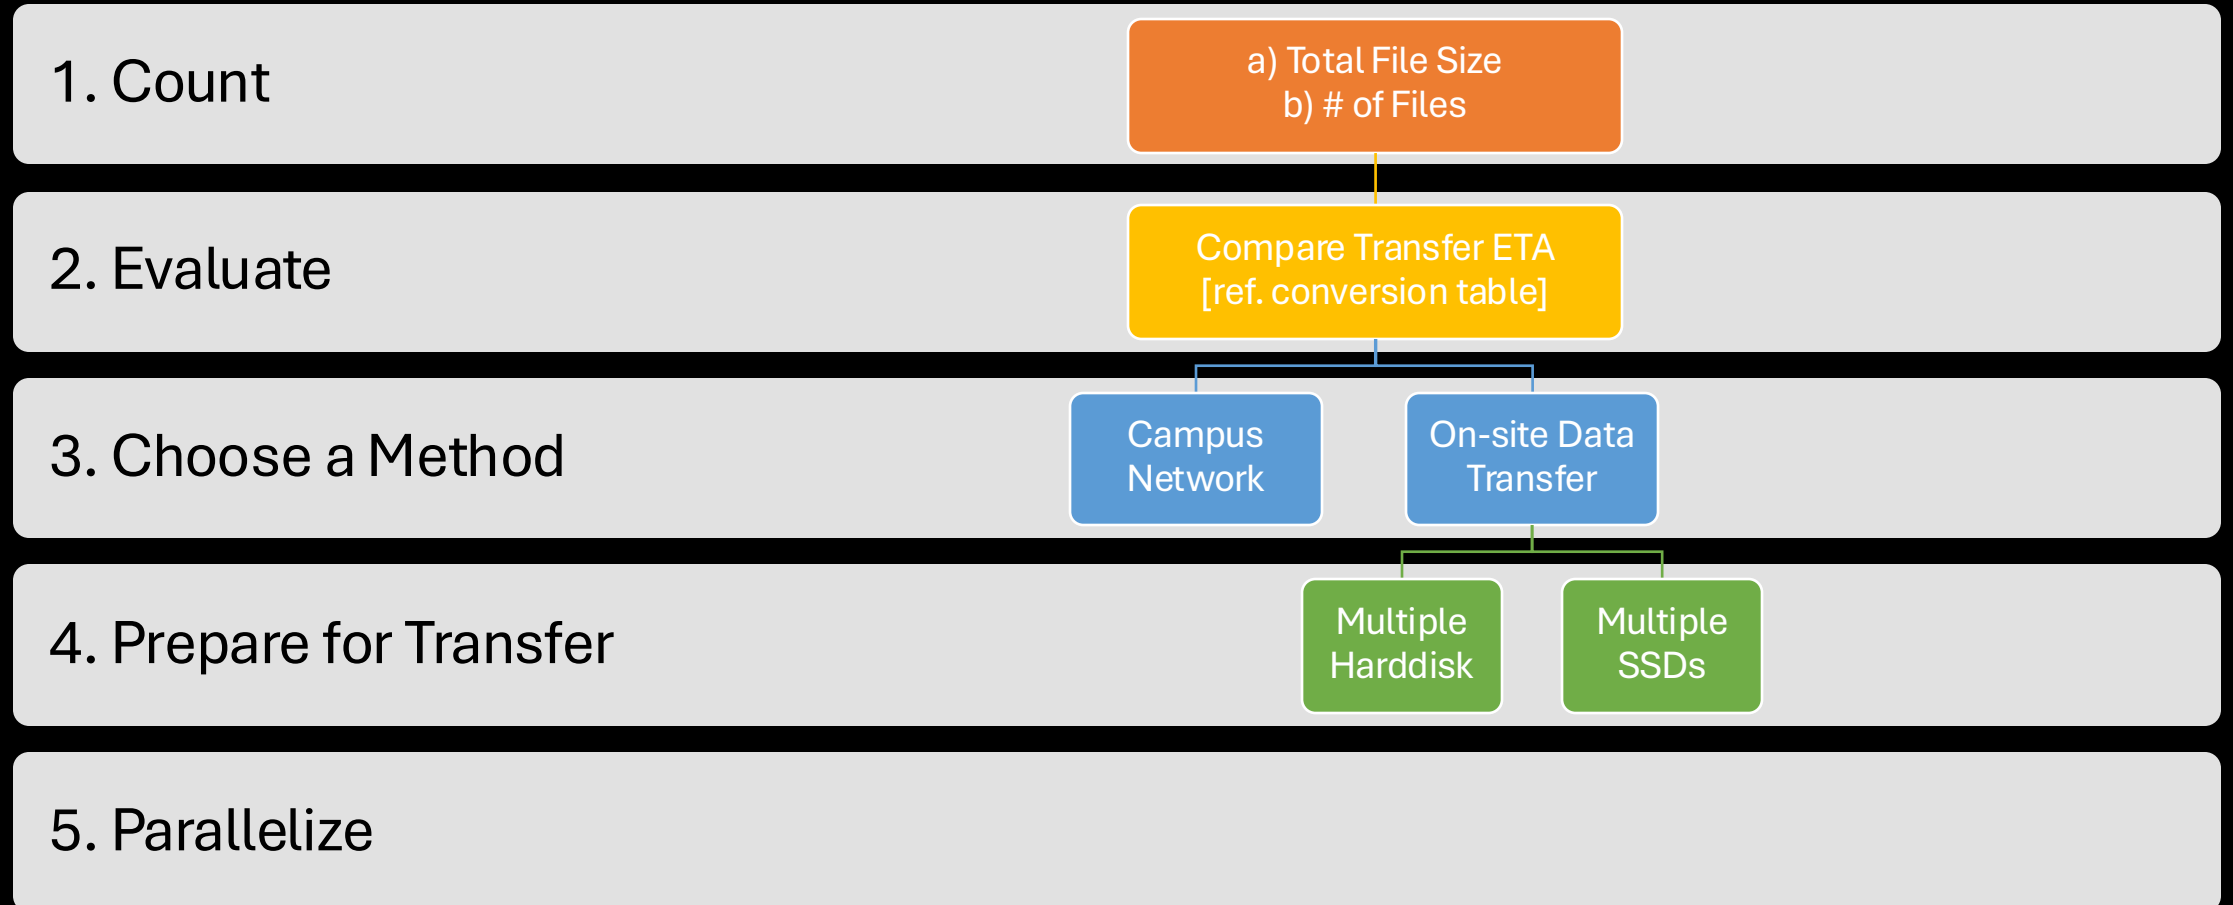 1. Count
a) Total File Size
b) # of Files
2. Evaluate
Compare Transfer ETA
[ref. conversion table]
3. Choose a Method
Campus
Network
On-site Data
Transfer
4. Prepare for Transfer
Multiple
Harddisk
Multiple
SSDs
5. Parallelize